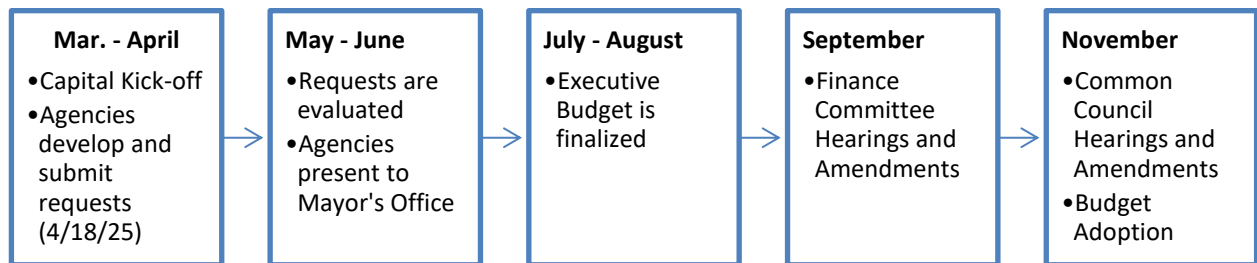 Mar. - April
•Capital Kick-off
•Agencies
develop and
submit
requests
(4/18/25)
May - June
•Requests are
evaluated
•Agencies
present to
Mayor's Office
July - August
•Executive
Budget is
finalized
September
•Finance
Committee
Hearings and
Amendments
November
•Common
Council
Hearings and
Amendments
•Budget
Adoption